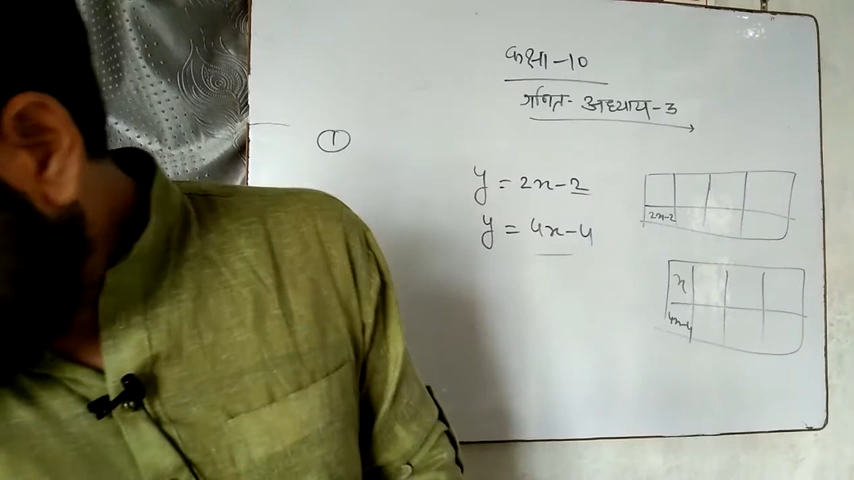 कक्षा-10
गणित- अध्याय-3
1
y = 2x-2
y = 4x-4
2x-2
x
4x-4